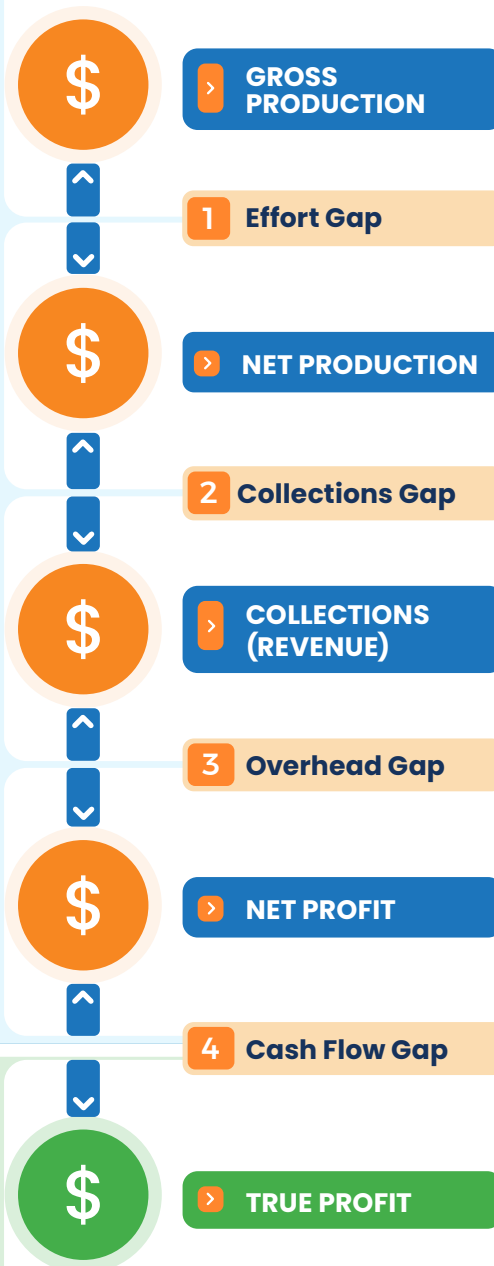 $
GROSS
PRODUCTION
1 Effort Gap
$
NET PRODUCTION
2 Collections Gap
$
COLLECTIONS
(REVENUE)
3 Overhead Gap
$
NET PROFIT
4 Cash Flow Gap
$
TRUE PROFIT